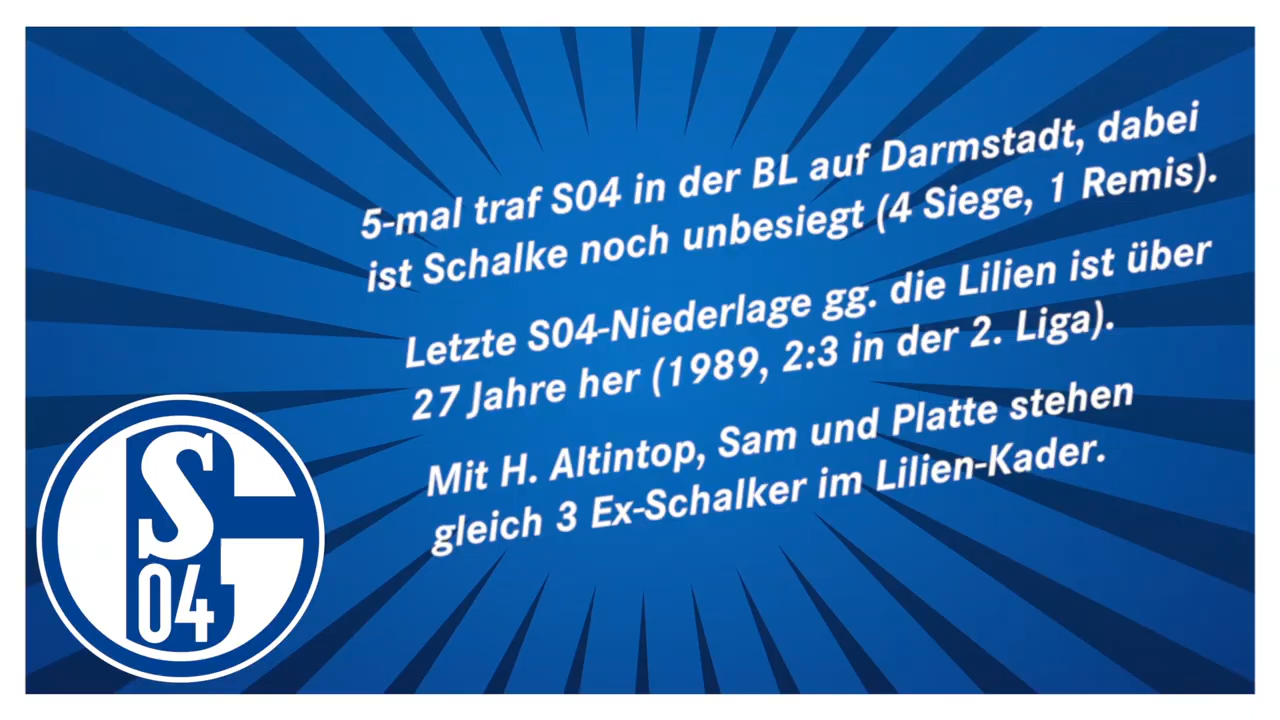 5-mal traf S04 in der BL auf Darmstadt, dabei
ist Schalke noch unbesiegt (4 Siege, 1 Remis).
Letzte S04-Niederlage gg. die Lilien ist über
27 Jahre her (1989, 2:3 in der 2. Liga).
Mit H. Altintop, Sam und Platte stehen
gleich 3 Ex-Schalker im Lilien-Kader.
S
04